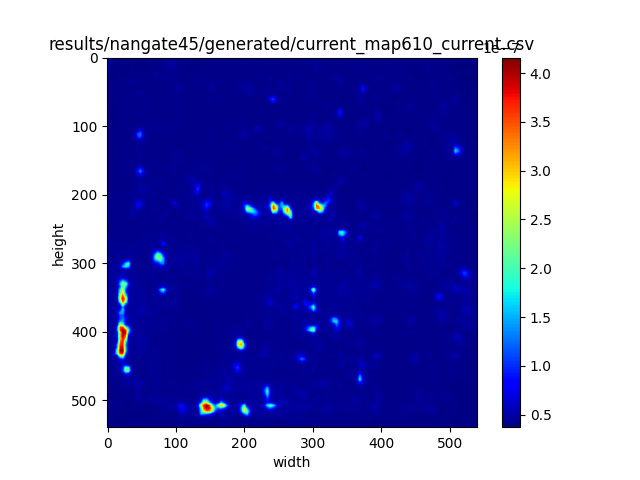 results/nangate45/generated/current_map610_current.csv
1e−7
0
100
200
300
400
500
height
0 100 200 300 400 500
width
4.0
3.5
3.0
2.5
2.0
1.5
1.0
0.5